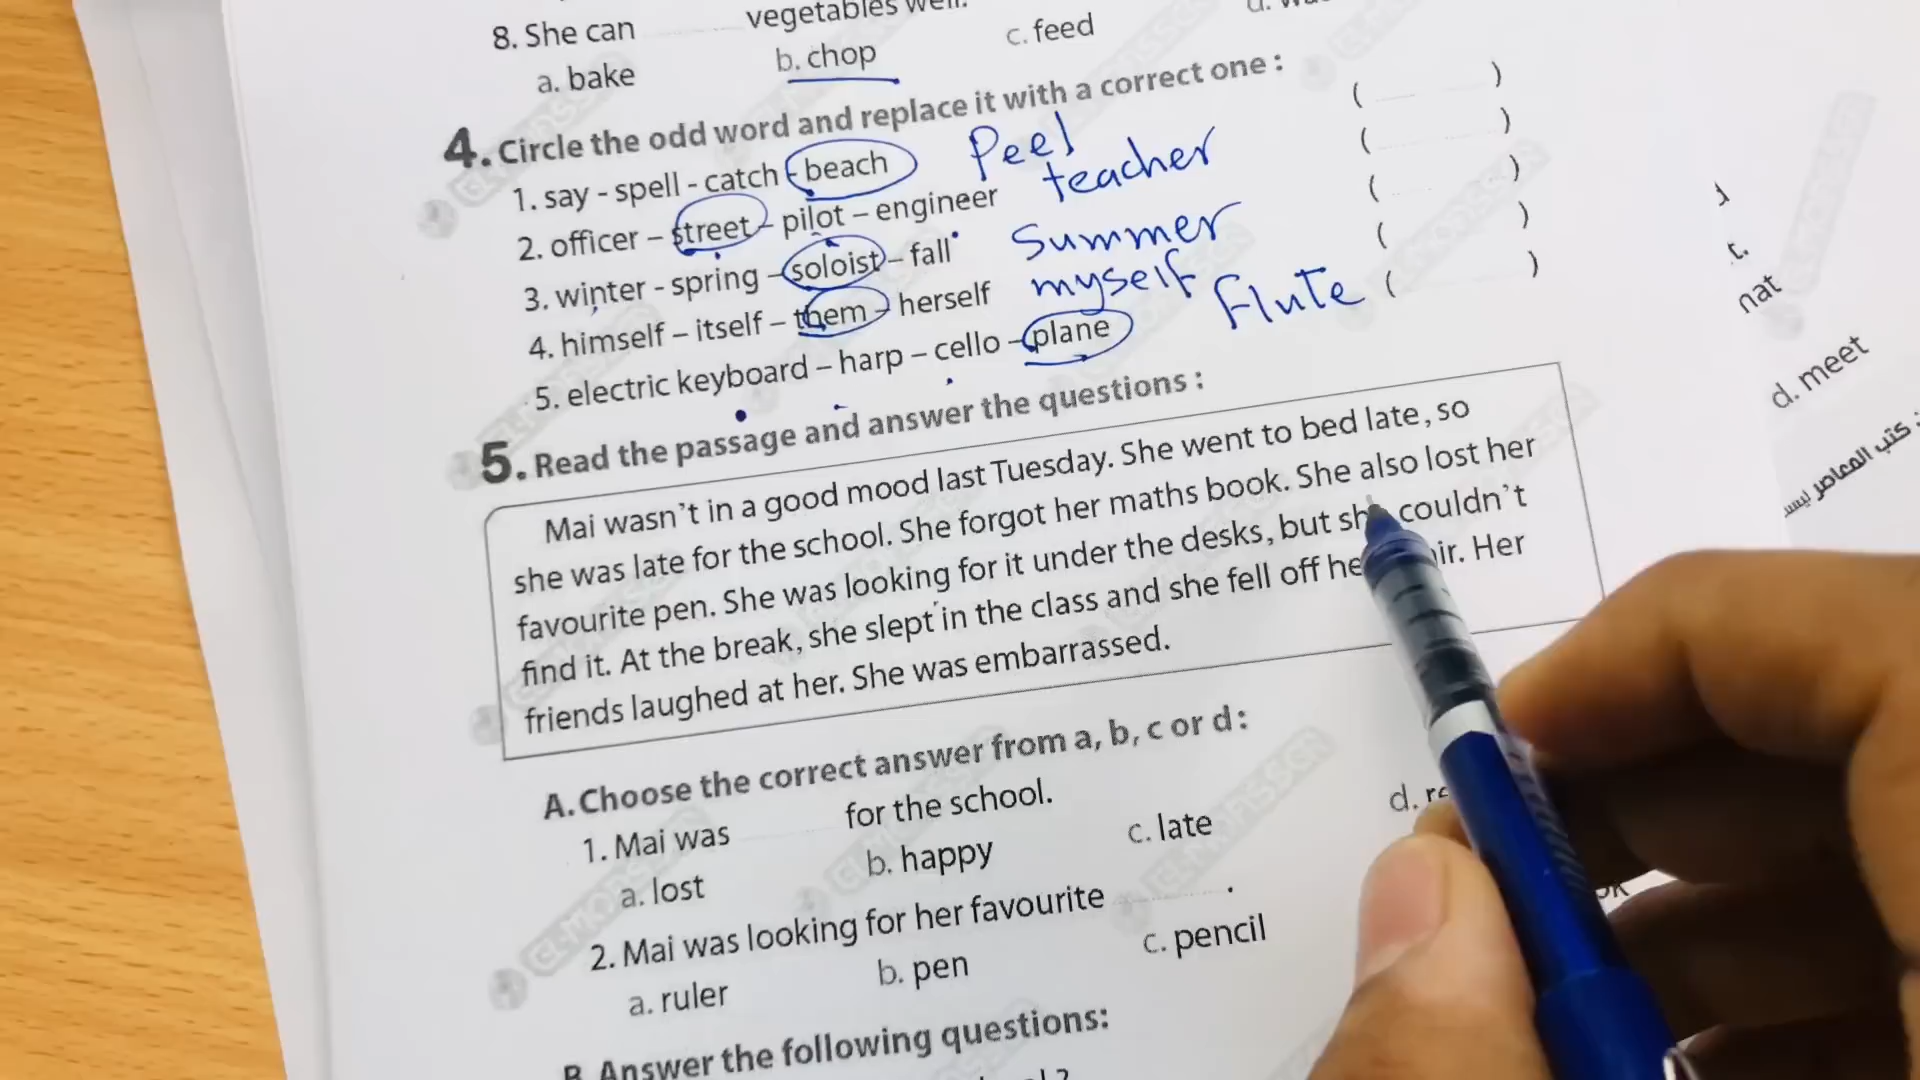 8. She can vegetables well.
a. bake b. chop c. feed d.
4. Circle the odd word and replace it with a correct one :
1. say - spell - catch - beach Peel ( )
2. officer – street – pilot – engineer teacher ( )
3. winter - spring – soloist – fall summer ( )
4. himself – itself – them – herself myself ( )
5. electric keyboard – harp – cello – plane Flute ( )
5. Read the passage and answer the questions :
Mai wasn't in a good mood last Tuesday. She went to bed late, so
she was late for the school. She forgot her maths book. She also lost her
favourite pen. She was looking for it under the desks, but she couldn't
find it. At the break, she slept in the class and she fell off Her
friends laughed at her. She was embarrassed.
A. Choose the correct answer from a, b, c or d :
1. Mai was for the school.
a. lost b. happy c. late d.
2. Mai was looking for her favourite .
a. ruler b. pen c. pencil
B. Answer the following questions:
nat
d. meet
كتب المعاصر
EL-MOASSER